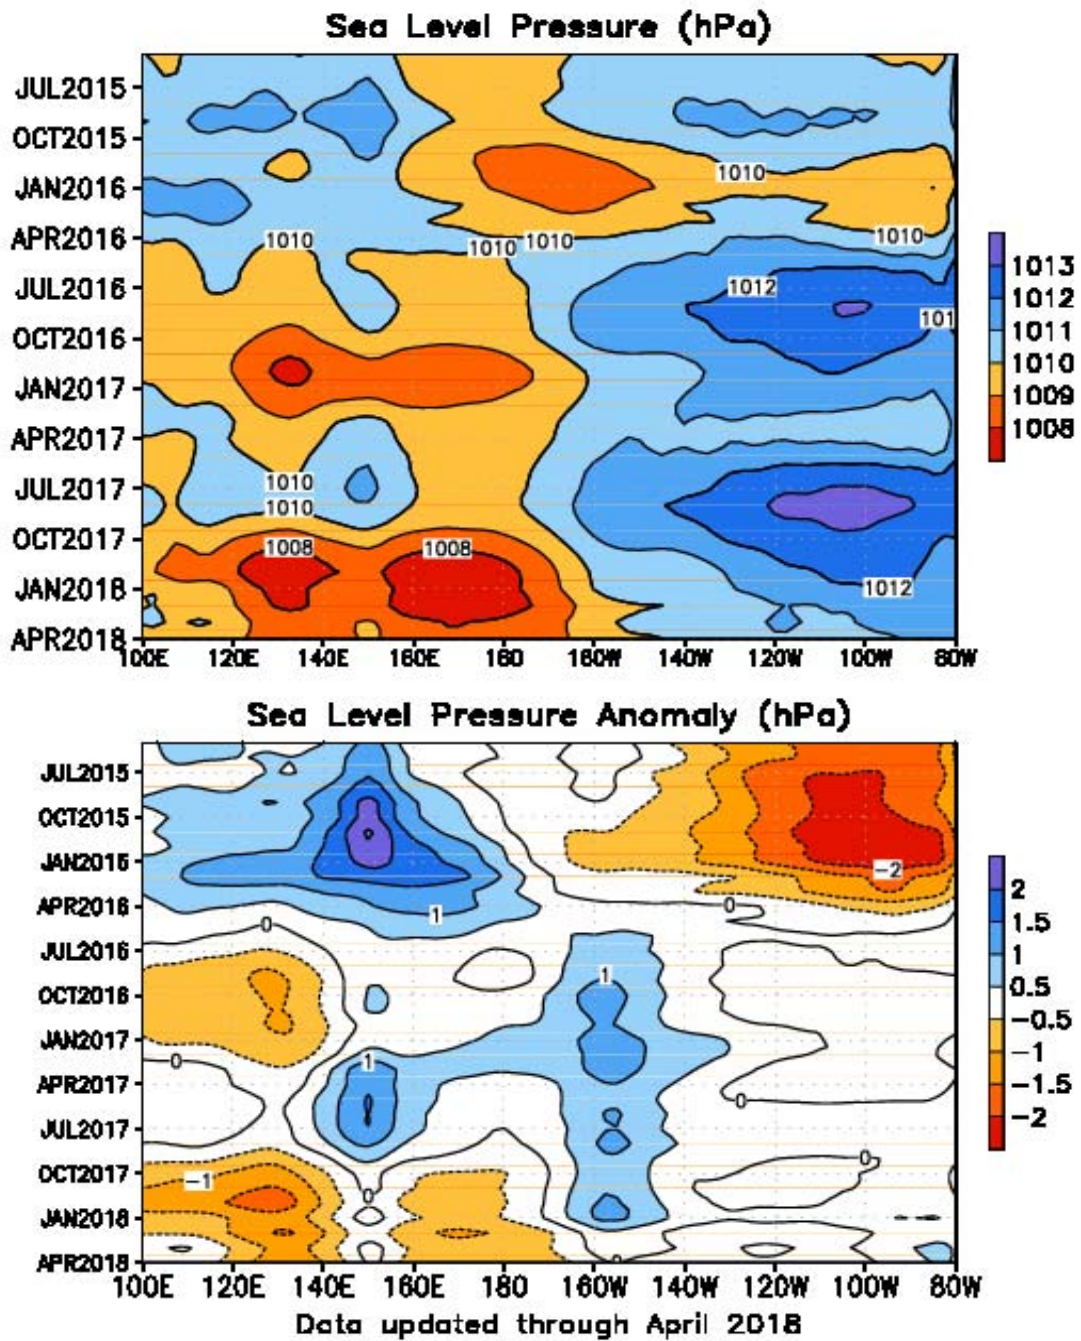 Sea Level Pressure (hPa)
JUL2015
OCT2015
JAN2016
APR2016
JUL2016
OCT2016
JAN2017
APR2017
JUL2017
OCT2017
JAN2018
APR2018
1010
1010 1010 1010 1010
1012
101
1010
1010
1008 1008
1012
100E 120E 140E 160E 180 160W 140W 120W 100W 80W
1013
1012
1011
1010
1009
1008
Sea Level Pressure Anomaly (hPa)
JUL2015
OCT2015
JAN2016
APR2016
JUL2016
OCT2016
JAN2017
APR2017
JUL2017
OCT2017
JAN2018
APR2018
-2
1 0
0
1
0 1
0
0
-1
0
100E 120E 140E 160E 180 160W 140W 120W 100W 80W
2
1.5
1
0.5
-0.5
-1
-1.5
-2
Data updated through April 2018